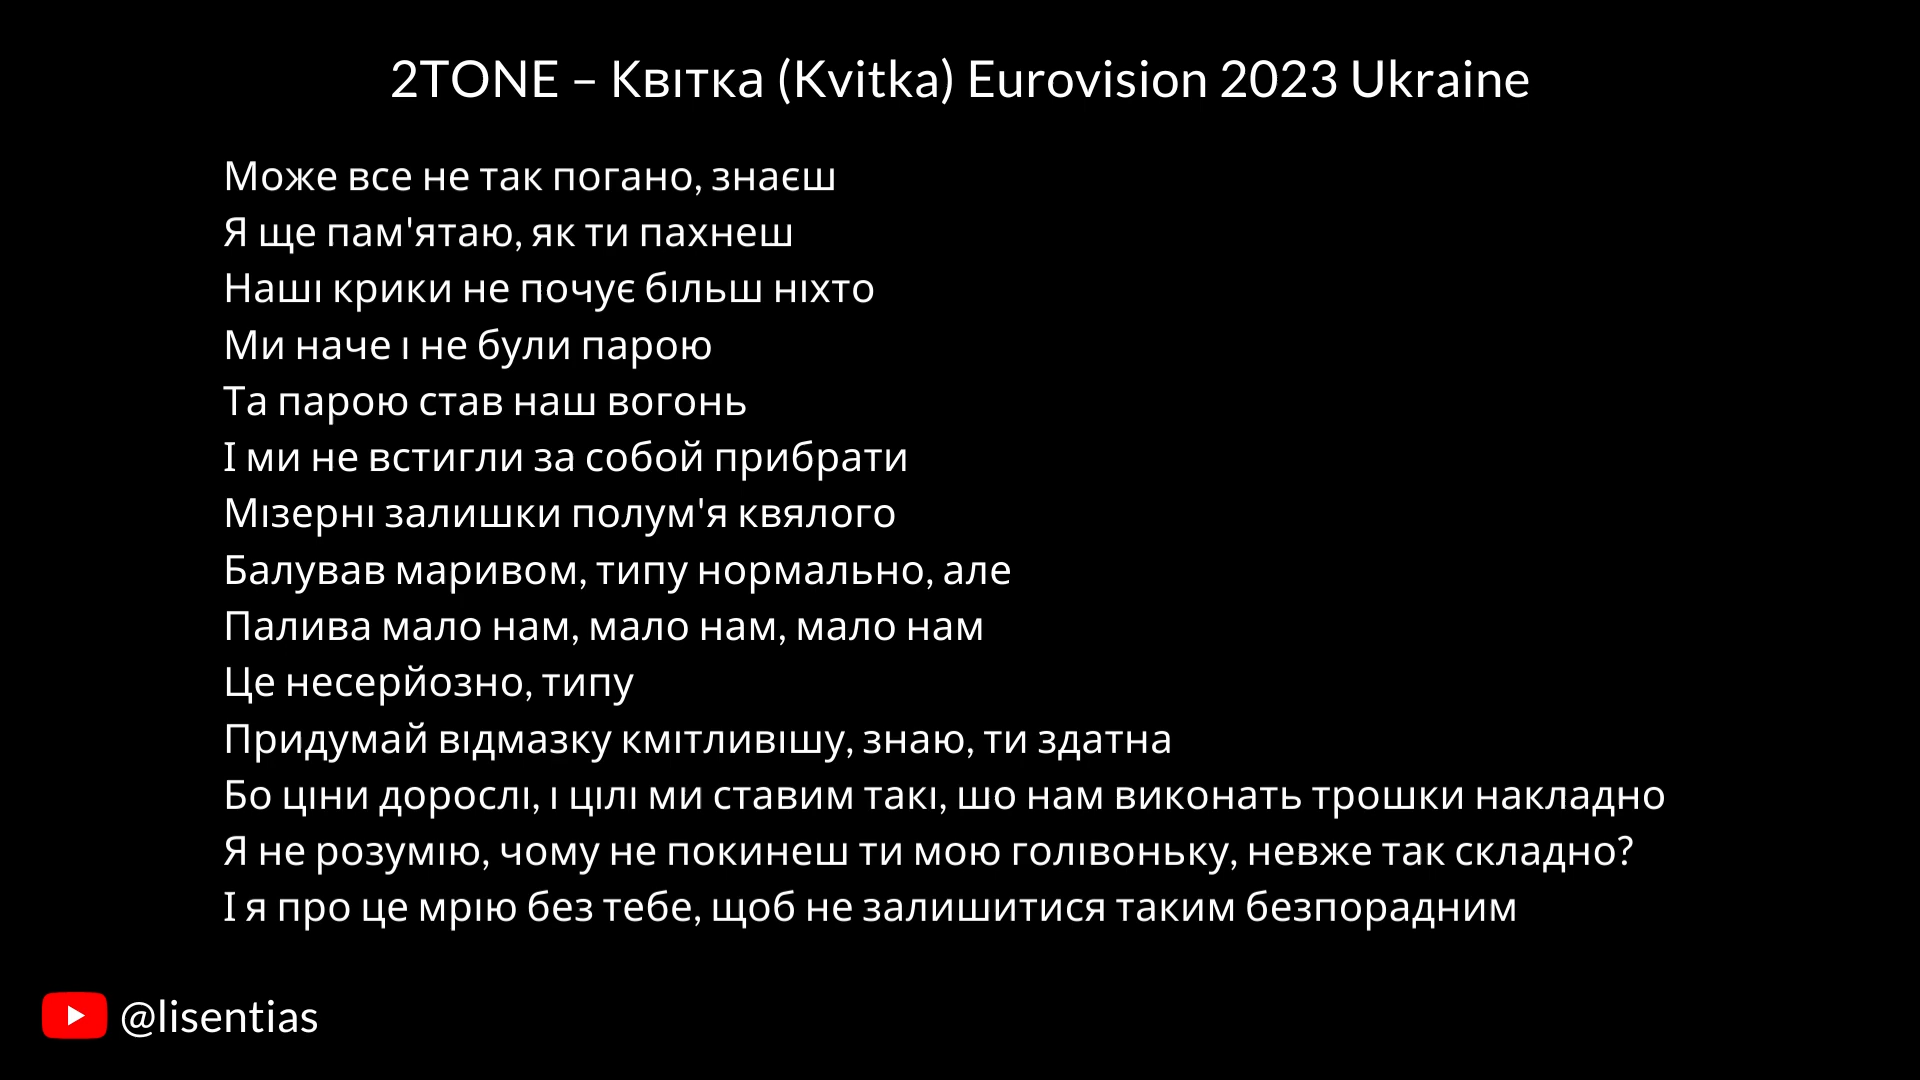 2TONE – Квітка (Kvitka) Eurovision 2023 Ukraine
Може все не так погано, знаєш
Я ще пам'ятаю, як ти пахнеш
Наші крики не почує більш ніхто
Ми наче і не були парою
Та парою став наш вогонь
І ми не встигли за собой прибрати
Мізерні залишки полум'я квялого
Балував маривом, типу нормально, але
Палива мало нам, мало нам, мало нам
Це несерйозно, типу
Придумай відмазку кмітливішу, знаю, ти здатна
Бо ціни дорослі, і цілі ми ставим такі, шо нам виконать трошки накладно
Я не розумію, чому не покинеш ти мою голівоньку, невже так складно?
І я про це мрію без тебе, щоб не залишитися таким безпорадним
@lisentias